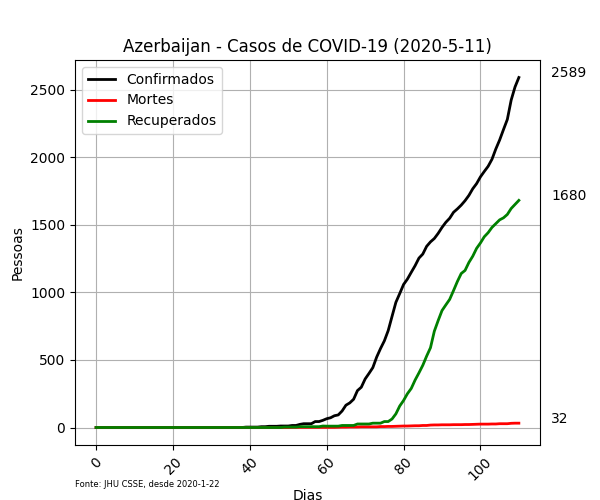 Azerbaijan - Casos de COVID-19 (2020-5-11)
Confirmados
Mortes
Recuperados
2589
1680
32
Pessoas
2500
2000
1500
1000
500
0
0 20 40 60 80 100
Fonte: JHU CSSE, desde 2020-1-22
Dias